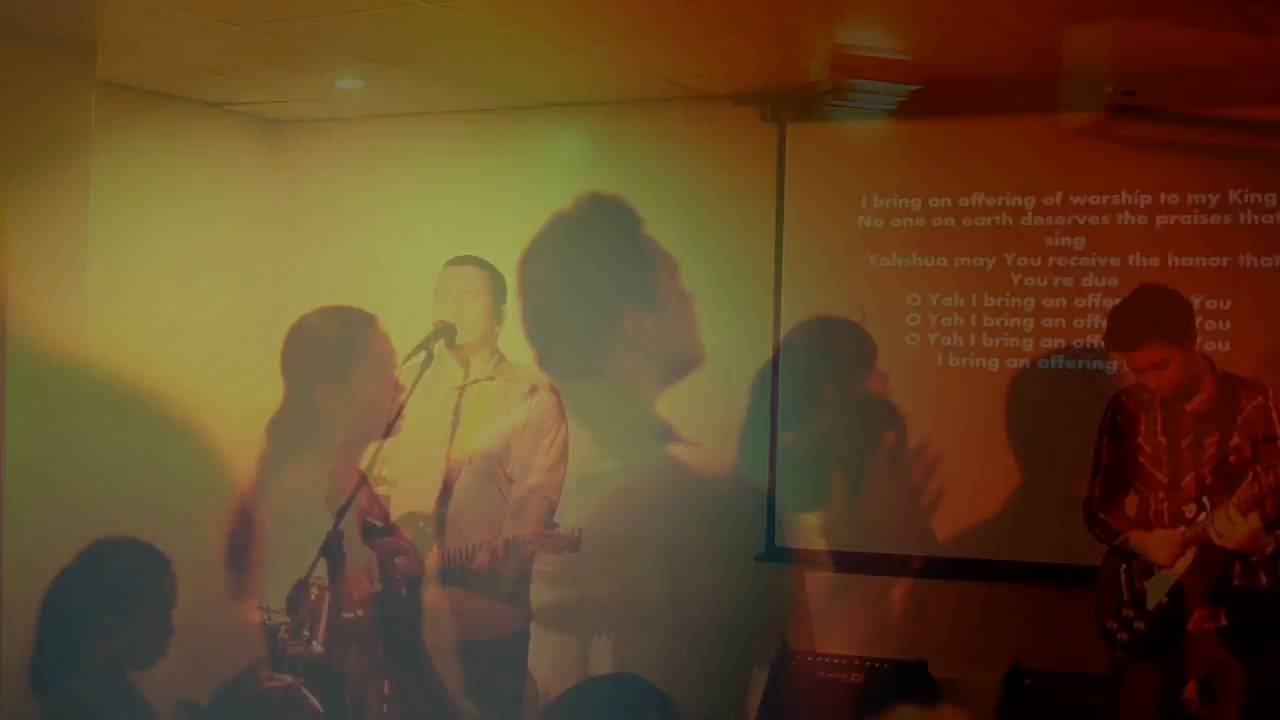 I bring an offering of worship to my King
No one on earth deserves the praises that
sing
Yahshua may You receive the honor that
You're due
O Yah I bring an offer You
O Yah I bring an off You
O Yah I bring an off You
I bring an offering